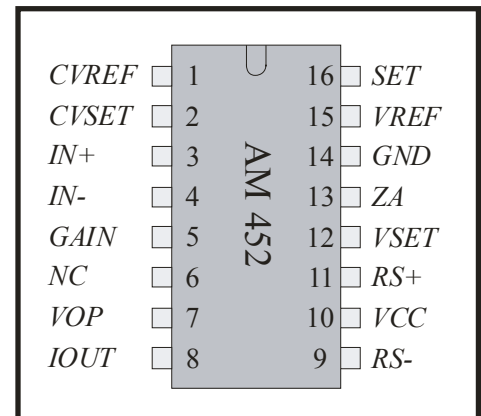 CVREF 1 16 SET
CVSET 2 15 VREF
IN+ 3 14 GND
IN- 4 13 ZA
GAIN 5 12 VSET
NC 6 11 RS+
VOP 7 10 VCC
IOUT 8 9 RS-
AM 452